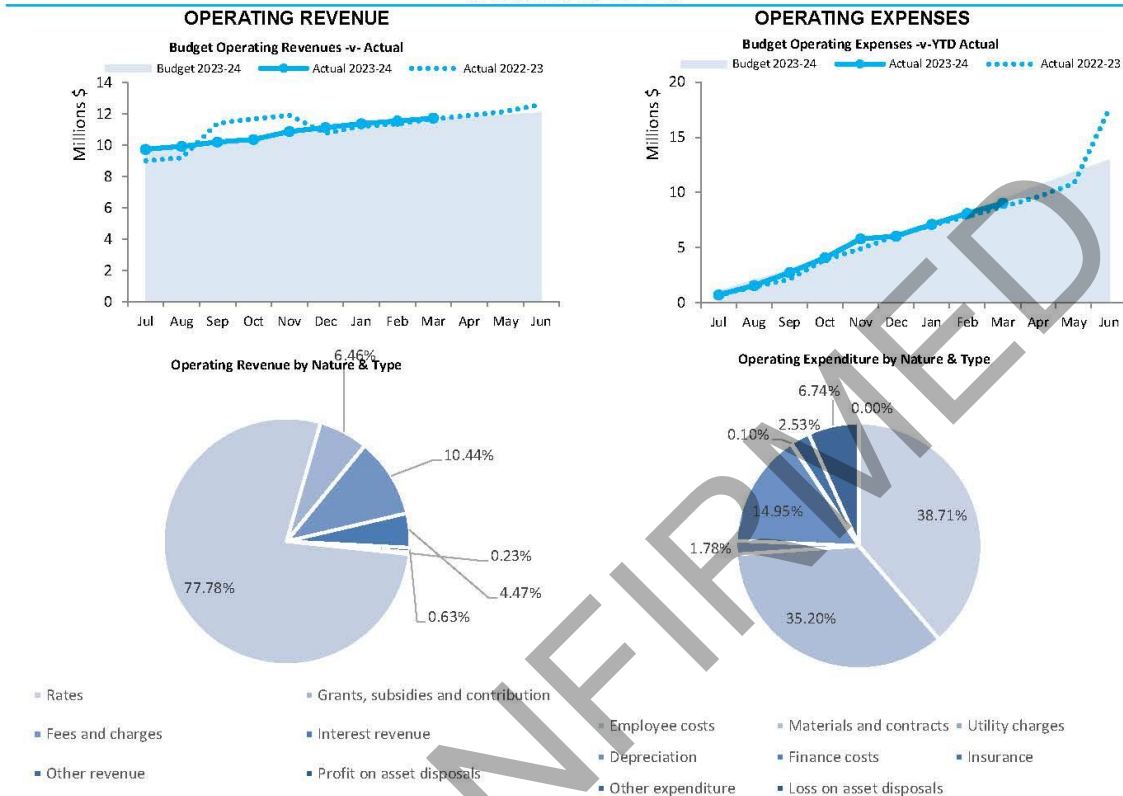 OPERATING REVENUE
Budget Operating Revenues -v- Actual
Budget 2023-24 Actual 2023-24 Actual 2022-23
Millions $
14
12
10
8
6
4
2
0
Jul Aug Sep Oct Nov Dec Jan Feb Mar Apr May Jun
OPERATING EXPENSES
Budget Operating Expenses -v-YTD Actual
Budget 2023-24 Actual 2023-24 Actual 2022-23
Millions $
20
15
10
5
0
Jul Aug Sep Oct Nov Dec Jan Feb Mar Apr May Jun
Operating Revenue by Nature & Type
6.46%
10.44%
0.23%
4.47%
0.63%
77.78%
Rates Grants, subsidies and contribution
Fees and charges Interest revenue
Other revenue Profit on asset disposals
Operating Expenditure by Nature & Type
6.74%
0.00%
2.53%
0.10%
14.95%
38.71%
1.78%
35.20%
Employee costs Materials and contracts Utility charges
Depreciation Finance costs Insurance
Other expenditure Loss on asset disposals
NFIRMED